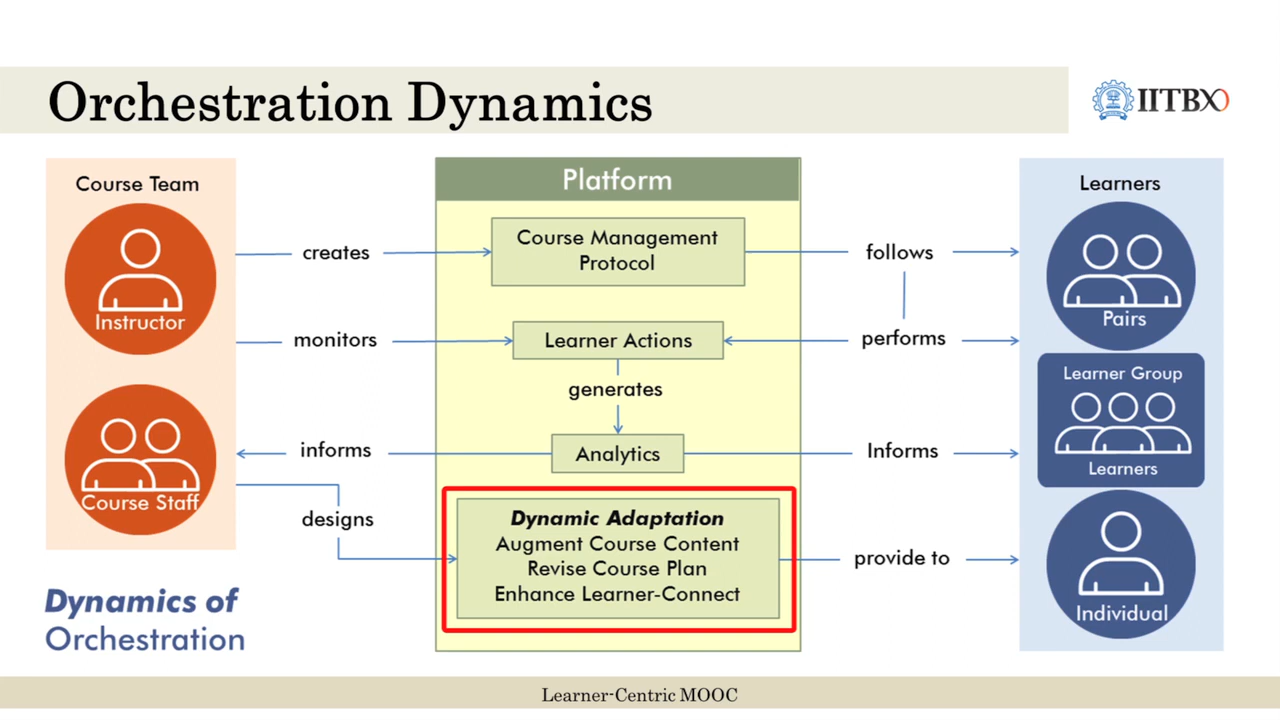 Orchestration Dynamics
IITBX
Course Team
Instructor
Course Staff
creates
monitors
informs
designs
Platform
Course Management
Protocol
Learner Actions
generates
Analytics
Dynamic Adaptation
Augment Course Content
Revise Course Plan
Enhance Learner-Connect
follows
performs
Informs
provide to
Learners
Pairs
Learner Group
Learners
Individual
Dynamics of
Orchestration
Learner-Centric MOOC